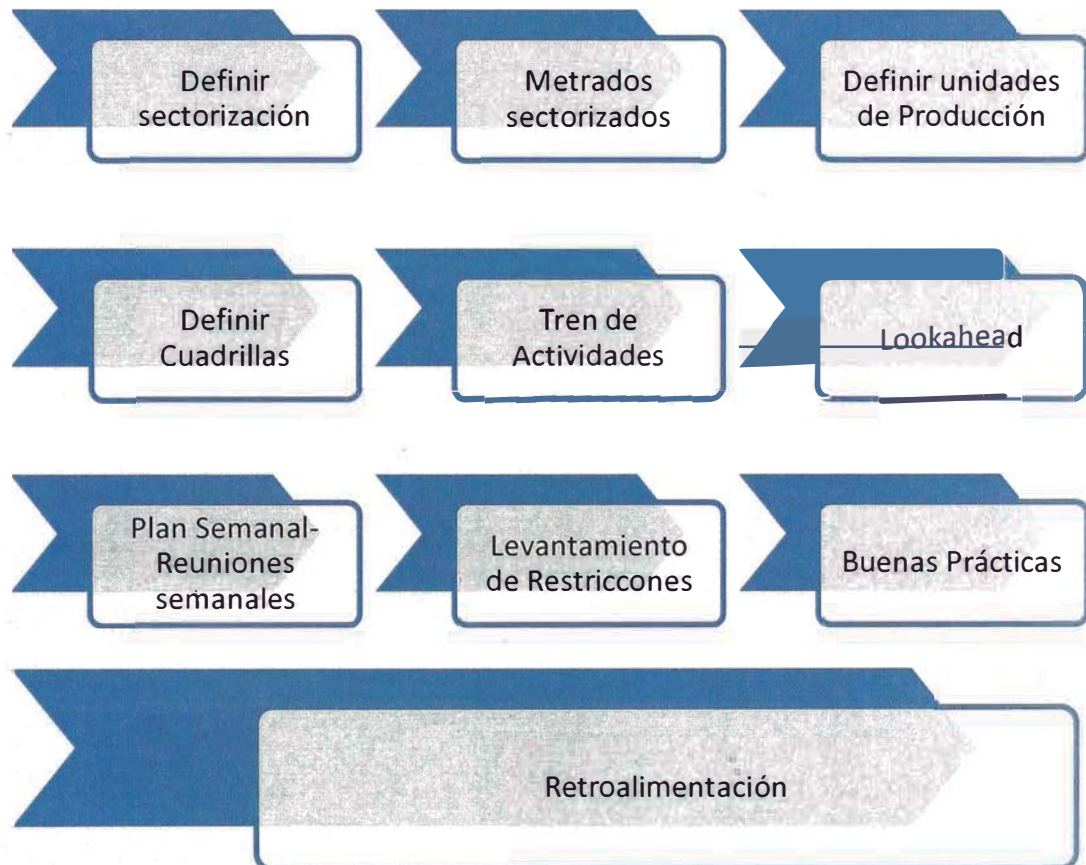 Definir
sectorización
Metrados
sectorizados
Definir unidades
de Producción
Definir
Cuadrillas
Tren de
Actividades
Lookahead
Plan Semanal-
Reuniones
semanales
Levantamiento
de Restriccones
Buenas Prácticas
Retroalimentación